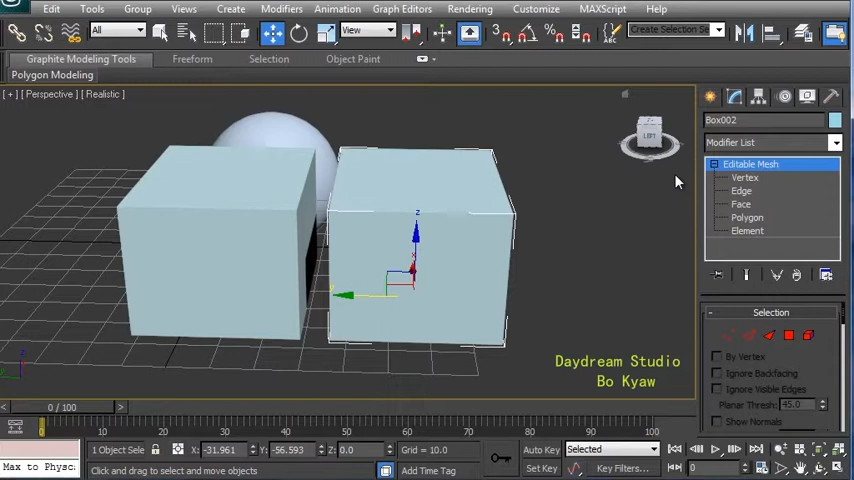 Edit Tools Group Views Create Modifiers Animation Graph Editors Rendering Customize MAXScript Help
All View Create Selection Se
Graphite Modeling Tools Freeform Selection Object Paint
Polygon Modeling
[ + ] [ Perspective ] [ Realistic ]
LEFT
Box002
Modifier List
Editable Mesh
Vertex
Edge
Face
Polygon
Element
Selection
By Vertex
Ignore Backfacing
Ignore Visible Edges
Planar Thresh: 45.0
Show Normals
z
x
y
Daydream Studio
Bo Kyaw
z
y
0 / 100
0 10 20 30 40 50 60 70 80 90 100
1 Object Sele X: -31.961 Y: -56.593 Z: 0.0 Grid = 10.0 Auto Key Selected
Max to Physc Click and drag to select and move objects Add Time Tag Set Key Key Filters... 0